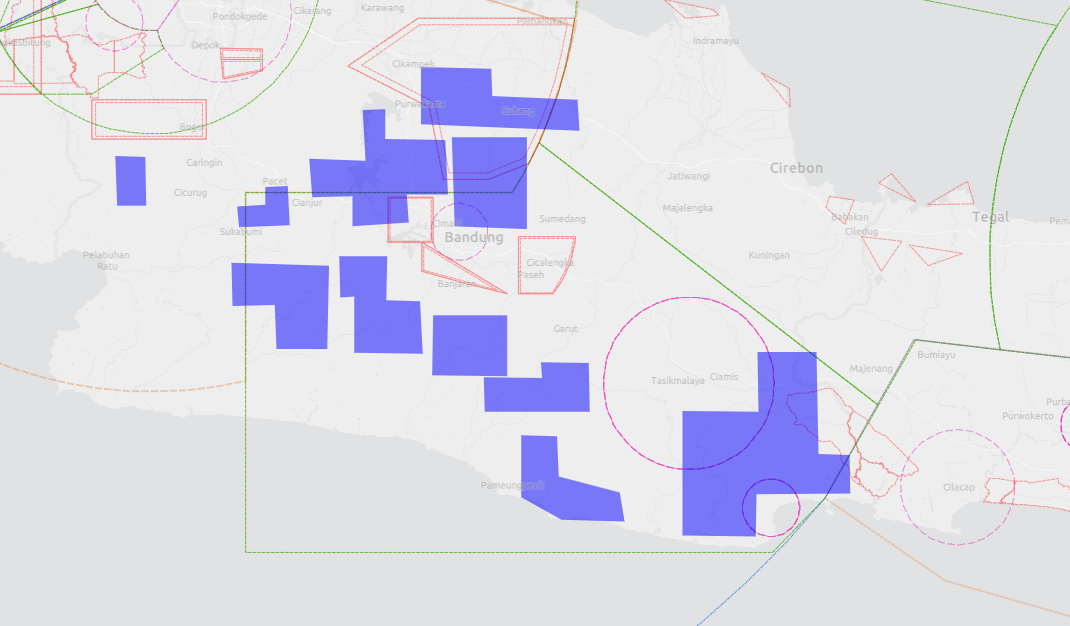 Cikarang
Karawang
Pondokgede
Pamanukan
Indramayu
Depok
Cikampek
Purwakarta
Subang
Bogor
Caringin
Cirebon
Jatiwangi
Pacet
Cicurug
Cianjur
Majalengka
Tegal
Babakan
Ciledug
Sumedang
Cimahi
Sukabumi
Bandung
Pelabuhan
Ratu
Kuningan
Cicalengka
Paseh
Banjaran
Garut
Bumiayu
Majenang
Tasikmalaya
Ciamis
Purwokerto
Pameungpeuk
Cilacap